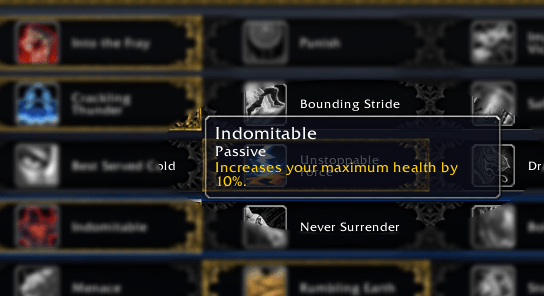 Into the Fray
Punish
Crackling
Thunder
Bounding Stride
Indomitable
Passive
Increases your maximum health by
10%.
Best Served Cold
Unstoppable
Force
Indomitable
Never Surrender
Menace
Rumbling Earth